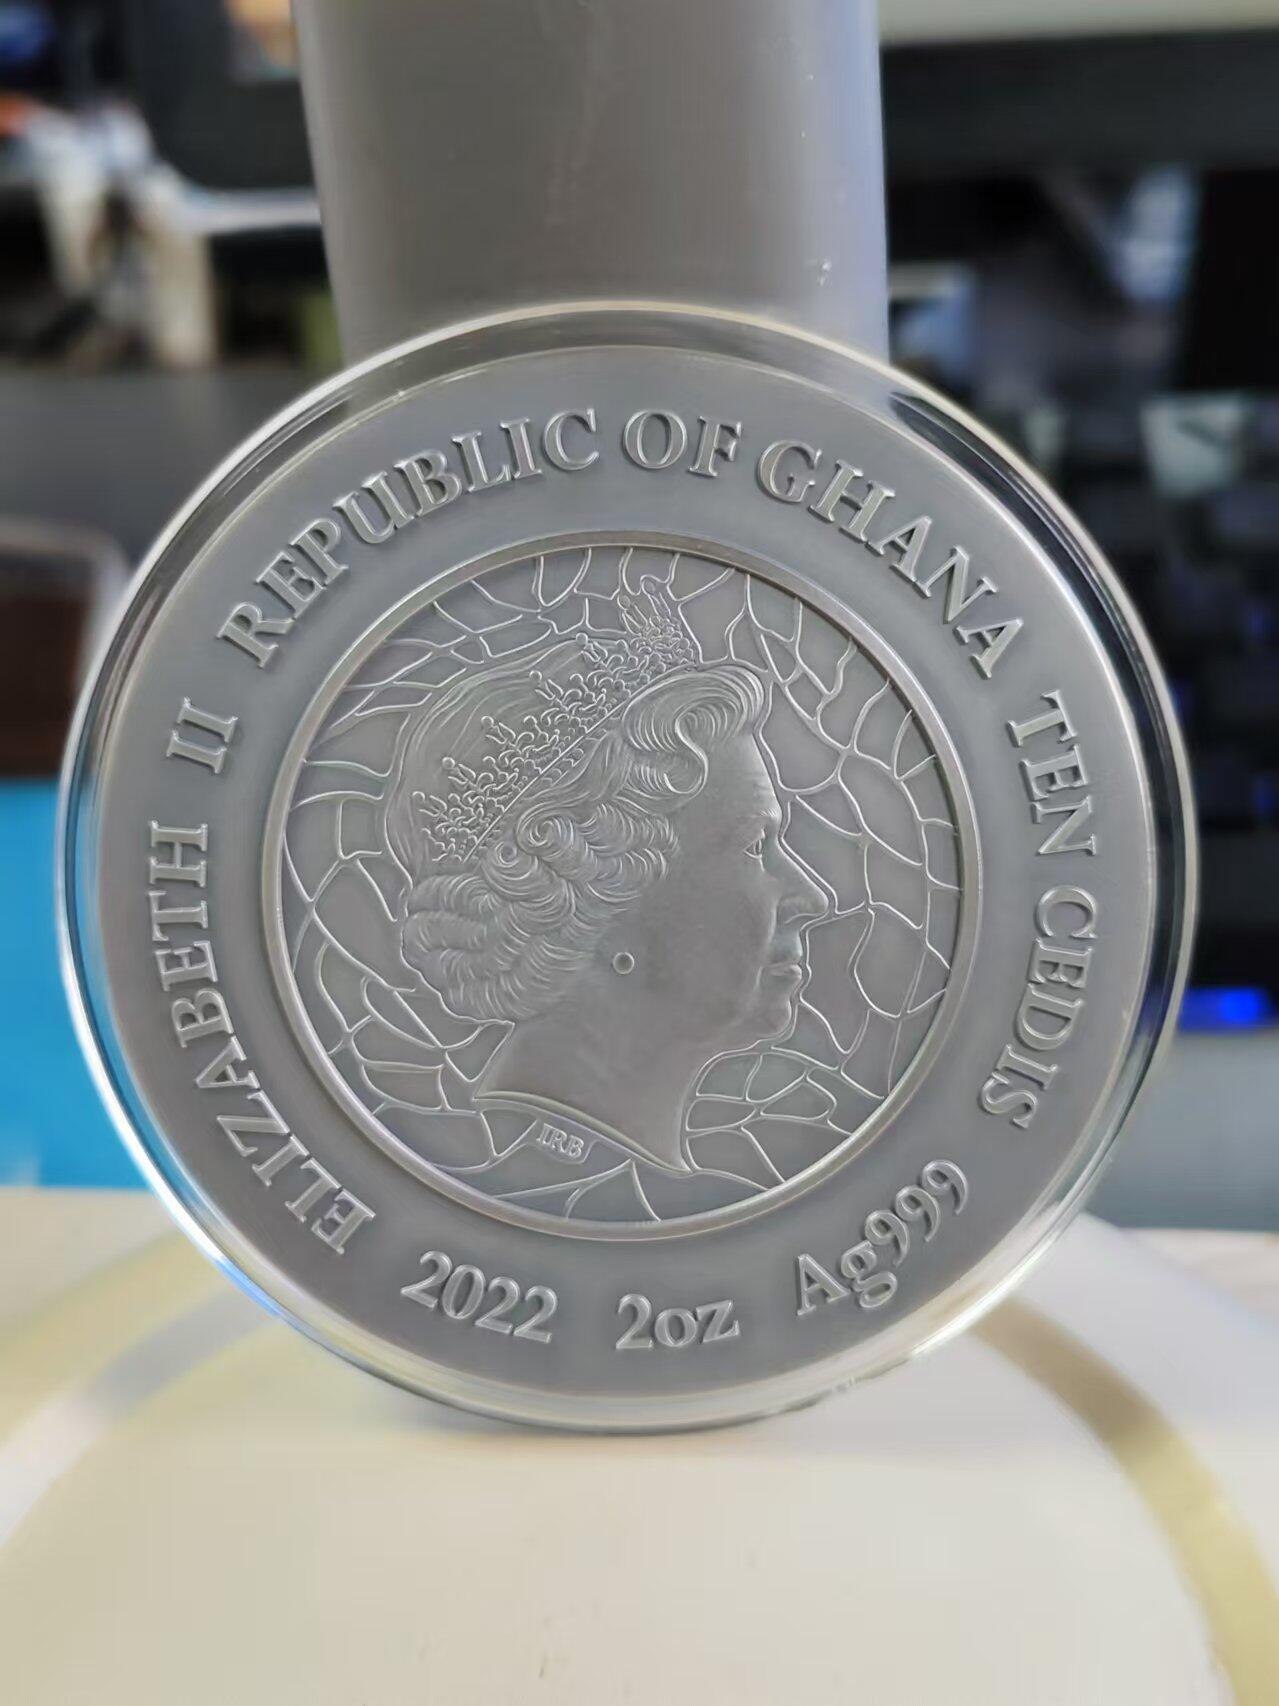 ELIZABETH II REPUBLIC OF GHANA TEN CEDIS
2022 2oz Ag999
IRB